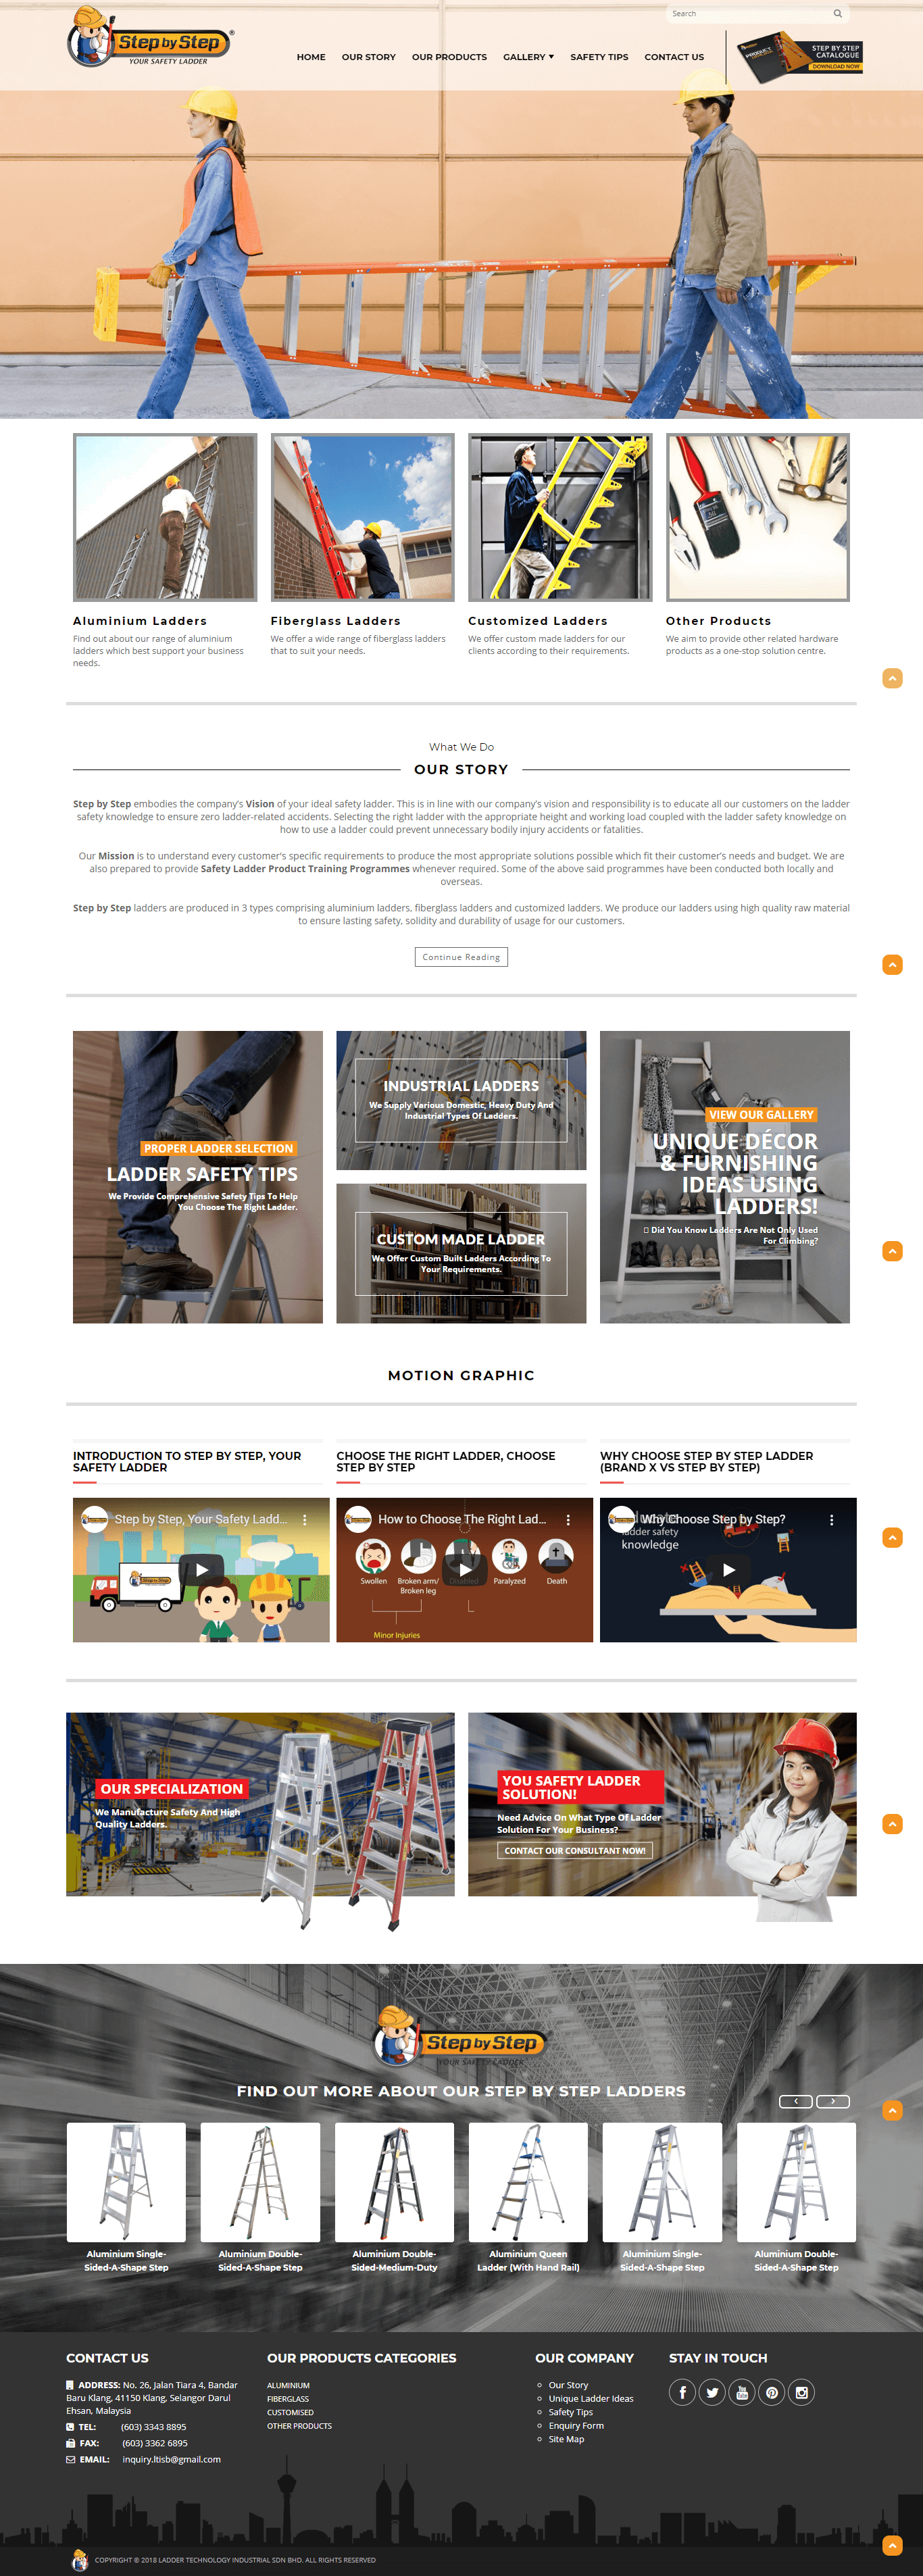 Search
Step by Step®
YOUR SAFETY LADDER
HOME OUR STORY OUR PRODUCTS GALLERY SAFETY TIPS CONTACT US
STEP BY STEP
CATALOGUE
DOWNLOAD NOW
Aluminium Ladders
Find out about our range of aluminium
ladders which best support your business
needs.
Fiberglass Ladders
We offer a wide range of fiberglass ladders
that to suit your needs.
Customized Ladders
We offer custom made ladders for our
clients according to their requirements.
Other Products
We aim to provide other related hardware
products as a one-stop solution centre.
What We Do
OUR STORY
Step by Step embodies the company's Vision of your ideal safety ladder. This is in line with our company's vision and responsibility is to educate all our customers on the ladder
safety knowledge to ensure zero ladder-related accidents. Selecting the right ladder with the appropriate height and working load coupled with the ladder safety knowledge on
how to use a ladder could prevent unnecessary bodily injury accidents or fatalities.
Our Mission is to understand every customer's specific requirements to produce the most appropriate solutions possible which fit their customer's needs and budget. We are
also prepared to provide Safety Ladder Product Training Programmes whenever required. Some of the above said programmes have been conducted both locally and
overseas.
Step by Step ladders are produced in 3 types comprising aluminium ladders, fiberglass ladders and customized ladders. We produce our ladders using high quality raw material
to ensure lasting safety, solidity and durability of usage for our customers.
Continue Reading
PROPER LADDER SELECTION
LADDER SAFETY TIPS
We Provide Comprehensive Safety Tips To Help
You Choose The Right Ladder.
INDUSTRIAL LADDERS
We Supply Various Domestic, Heavy Duty And
Industrial Types Of Ladders.
CUSTOM MADE LADDER
We Offer Custom Built Ladders According To
Your Requirements.
VIEW OUR GALLERY
UNIQUE DÉCOR
& FURNISHING
IDEAS USING
LADDERS!
Did You Know Ladders Are Not Only Used
For Climbing?
MOTION GRAPHIC
INTRODUCTION TO STEP BY STEP, YOUR
SAFETY LADDER
Step by Step, Your Safety Ladd...
Step by Step
CHOOSE THE RIGHT LADDER, CHOOSE
STEP BY STEP
How to Choose The Right Lad...
Swollen Broken arm/ Disabled Paralyzed Death
Broken leg
Minor Injuries
WHY CHOOSE STEP BY STEP LADDER
(BRAND X VS STEP BY STEP)
Why Choose Step by Step?
ladder safety
knowledge
OUR SPECIALIZATION
We Manufacture Safety And High
Quality Ladders.
YOU SAFETY LADDER
SOLUTION!
Need Advice On What Type Of Ladder
Solution For Your Business?
CONTACT OUR CONSULTANT NOW!
Step by Step
YOUR SAFETY LADDER
FIND OUT MORE ABOUT OUR STEP BY STEP LADDERS
Aluminium Single-
Sided-A-Shape Step
Aluminium Double-
Sided-A-Shape Step
Aluminium Double-
Sided-Medium-Duty
Aluminium Queen
Ladder (With Hand Rail)
Aluminium Single-
Sided-A-Shape Step
Aluminium Double-
Sided-A-Shape Step
CONTACT US
ADDRESS: No. 26, Jalan Tiara 4, Bandar
Baru Klang, 41150 Klang, Selangor Darul
Ehsan, Malaysia
TEL: (603) 3343 8895
FAX: (603) 3362 6895
EMAIL: inquiry.ltisb@gmail.com
OUR PRODUCTS CATEGORIES
ALUMINIUM
FIBERGLASS
CUSTOMISED
OTHER PRODUCTS
OUR COMPANY
Our Story
Unique Ladder Ideas
Safety Tips
Enquiry Form
Site Map
STAY IN TOUCH
COPYRIGHT © 2018 LADDER TECHNOLOGY INDUSTRIAL SDN BHD. ALL RIGHTS RESERVED